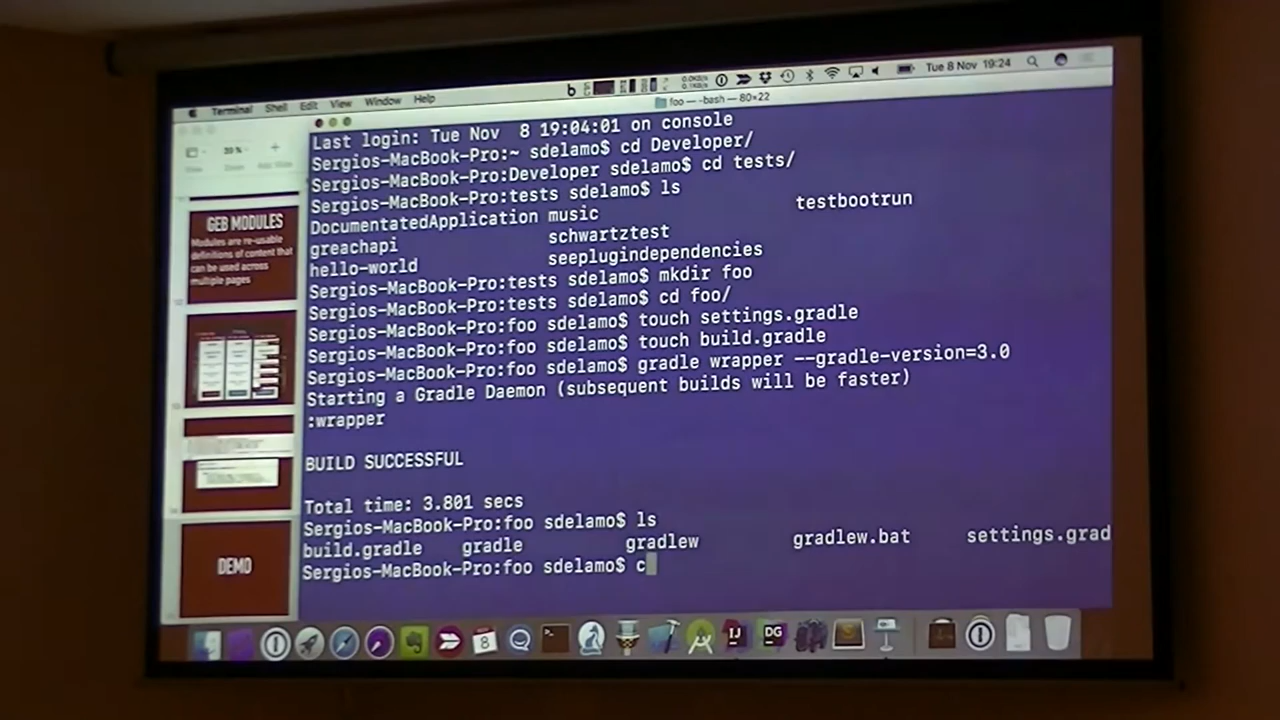 Terminal Shell Edit View Window Help
Tue 8 Nov 19:24
foo — -bash — 80×22
Last login: Tue Nov  8 19:04:01 on console
Sergios-MacBook-Pro:~ sdelamo$ cd Developer/
Sergios-MacBook-Pro:Developer sdelamo$ cd tests/
Sergios-MacBook-Pro:tests sdelamo$ ls
DocumentatedApplication music testbootrun
greachapi schwartztest
hello-world seeplugindependencies
Sergios-MacBook-Pro:tests sdelamo$ mkdir foo
Sergios-MacBook-Pro:tests sdelamo$ cd foo/
Sergios-MacBook-Pro:foo sdelamo$ touch settings.gradle
Sergios-MacBook-Pro:foo sdelamo$ touch build.gradle
Sergios-MacBook-Pro:foo sdelamo$ gradle wrapper --gradle-version=3.0
Starting a Gradle Daemon (subsequent builds will be faster)
:wrapper
BUILD SUCCESSFUL
Total time: 3.801 secs
Sergios-MacBook-Pro:foo sdelamo$ ls
build.gradle gradle gradlew gradlew.bat settings.grad
Sergios-MacBook-Pro:foo sdelamo$ c
GEB MODULES
Modules are re-usable
definitions of content that
can be used across
multiple pages
DEMO
IJ
DG
8